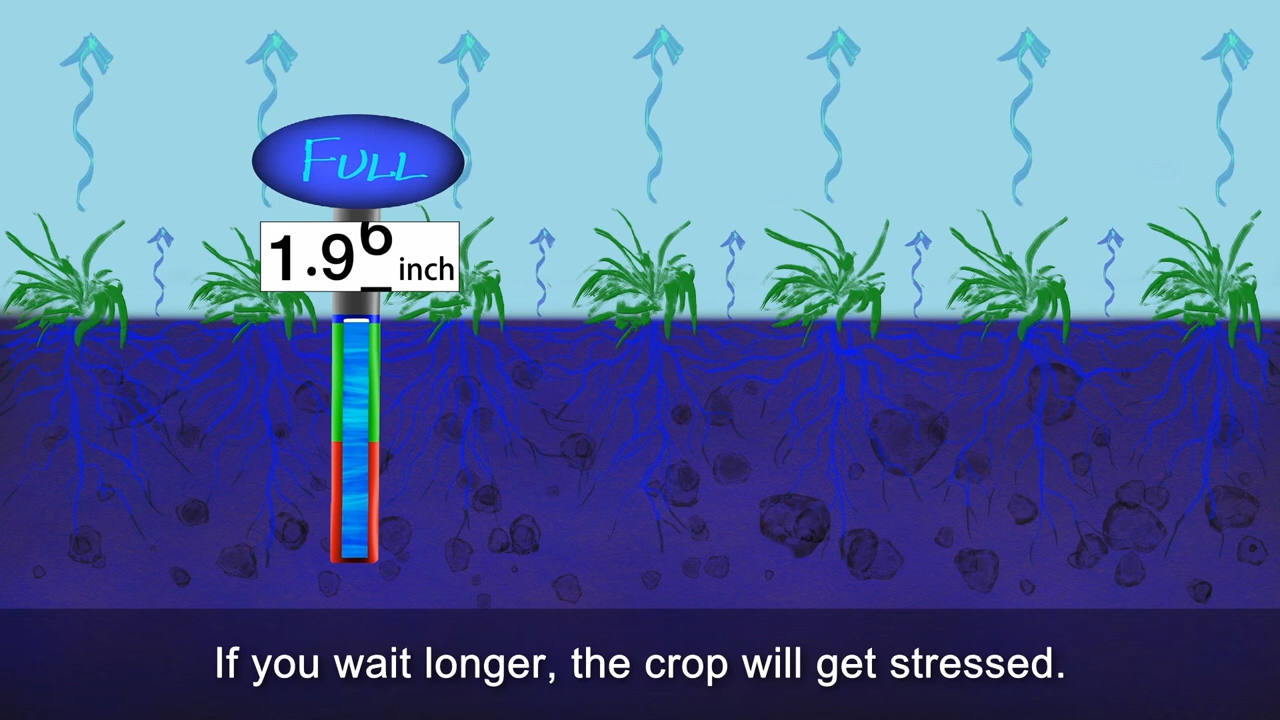 FULL
1.96 inch
If you wait longer, the crop will get stressed.